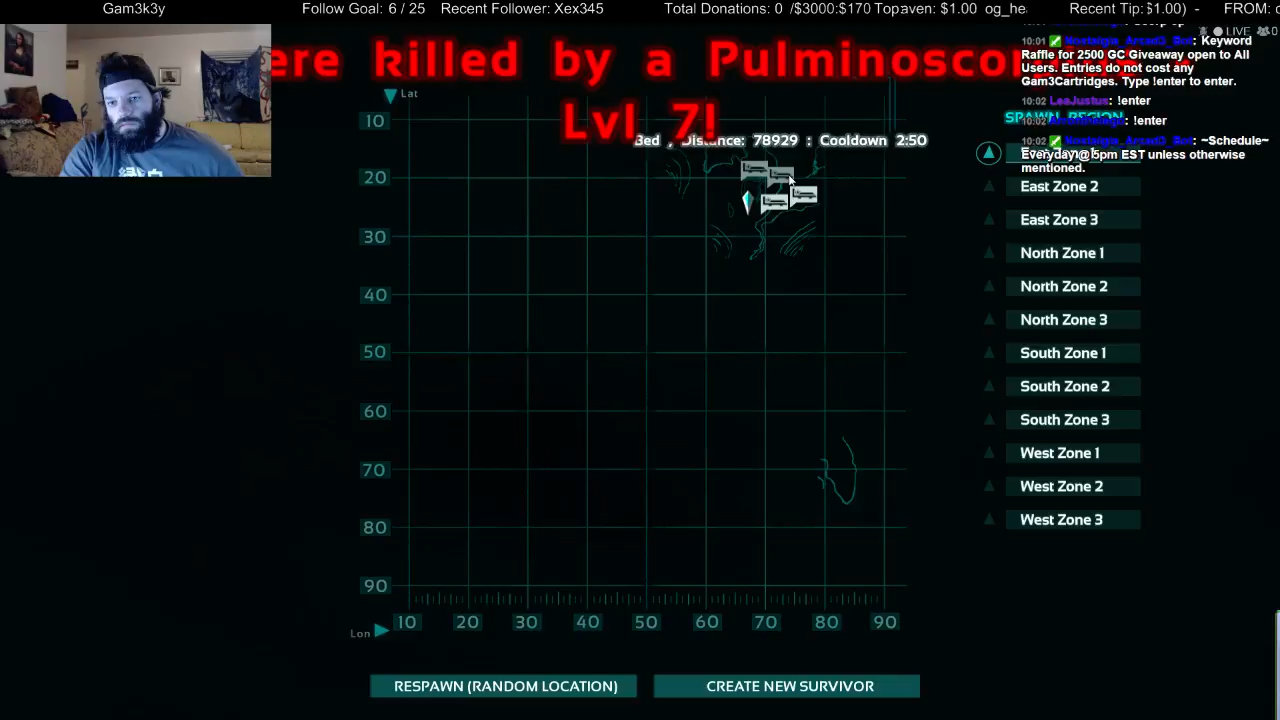 Gam3k3y
Follow Goal: 6 / 25
Recent Follower: Xex345
Total Donations: 0 /$3000:$170 Topaven: $1.00 og_he
Recent Tip:$1.00) -
FROM:
ere killed by a
Lvl 7!
LIVE
0
10:01 Keyword
Raffle for 2500 GC Giveaway open to All
Users. Entries do not cost any
Gam3Cartridges. Type !enter to enter.
10:02 LeaJustus: !enter
10:02 : !enter
10:02 : ~Schedule~
Everyday!@!5pm EST unless otherwise
mentioned.
SPAWN REGION
Bed , Distance: 78929 : Cooldown 2:50
Lat
10
20
30
40
50
60
70
80
90
Lon
10 20 30 40 50 60 70 80 90
East Zone 2
East Zone 3
North Zone 1
North Zone 2
North Zone 3
South Zone 1
South Zone 2
South Zone 3
West Zone 1
West Zone 2
West Zone 3
RESPAWN (RANDOM LOCATION)
CREATE NEW SURVIVOR